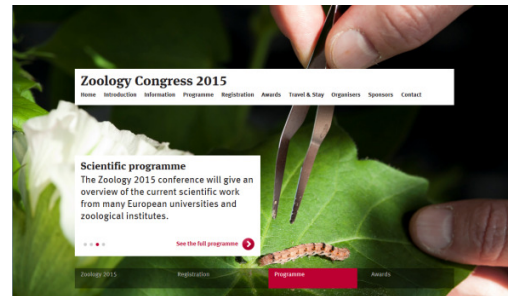 Zoology Congress 2015
Home Introduction Information Programme Registration Awards Travel & Stay Organisers Sponsors Contact
Scientific programme
The Zoology 2015 conference will give an
overview of the current scientific work
from many European universities and
zoological institutes.
See the full programme
Zoology 2015 Registration Programme Awards